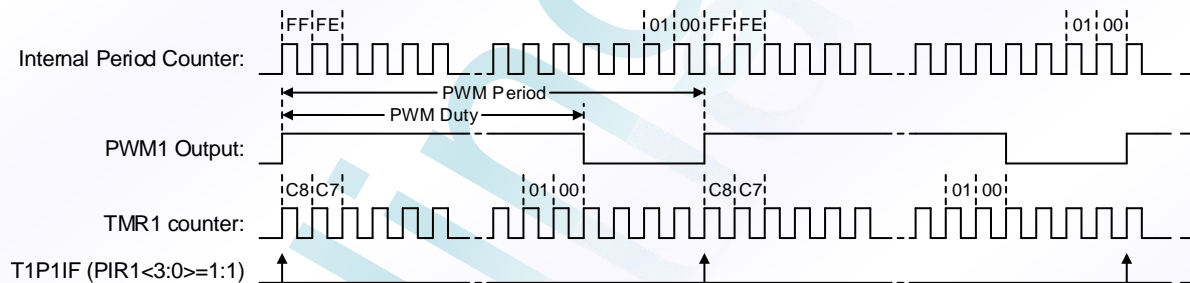 FF FE 01 00 FF FE 01 00
Internal Period Counter:
PWM Period
PWM Duty
PWM1 Output:
C8 C7 01 00 C8 C7 01 00
TMR1 counter:
T1P1IF (PIR1<3:0>=1:1)